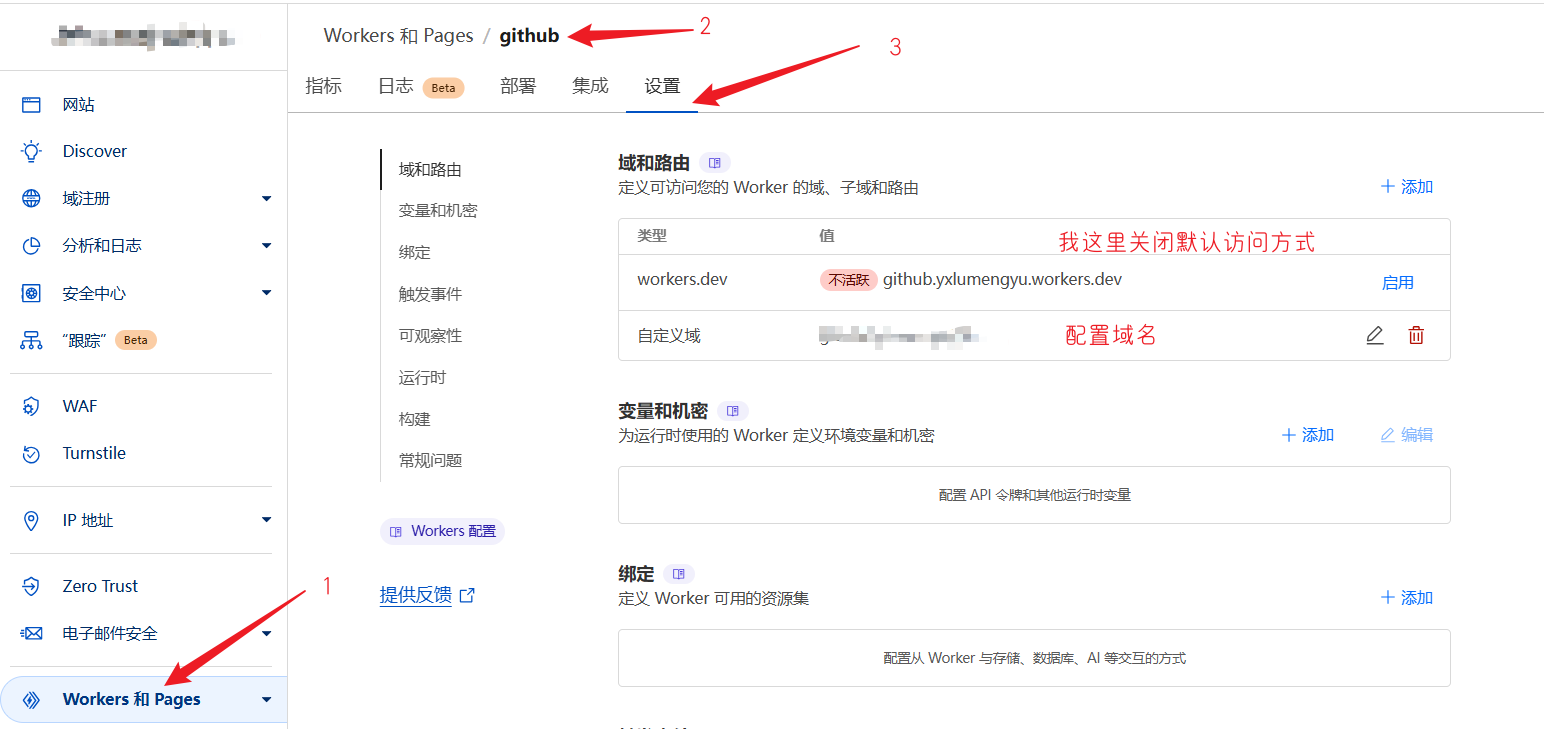 Workers 和 Pages / github
2
3
指标 日志 Beta 部署 集成 设置
网站
Discover
域注册
分析和日志
安全中心
“跟踪” Beta
WAF
Turnstile
IP 地址
Zero Trust
电子邮件安全
Workers 和 Pages
1
域和路由
变量和机密
绑定
触发事件
可观察性
运行时
构建
常规问题
Workers 配置
提供反馈
域和路由
定义可访问您的 Worker 的域、子域和路由
添加
类型 值
我这里关闭默认访问方式
workers.dev 不活跃 github.yxlumengyu.workers.dev 启用
自定义域
配置域名
变量和机密
为运行时使用的 Worker 定义环境变量和机密
添加 编辑
配置 API 令牌和其他运行时变量
绑定
定义 Worker 可用的资源集
添加
配置从 Worker 与存储、数据库、AI 等交互的方式